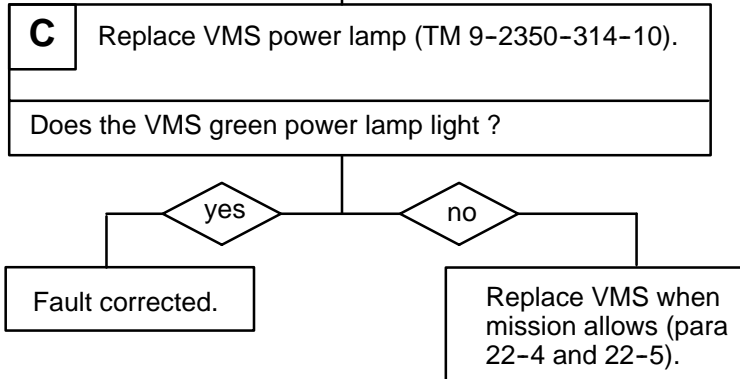 C Replace VMS power lamp (TM 9-2350-314-10).
Does the VMS green power lamp light ?
yes no
Fault corrected.
Replace VMS when
mission allows (para
22-4 and 22-5).